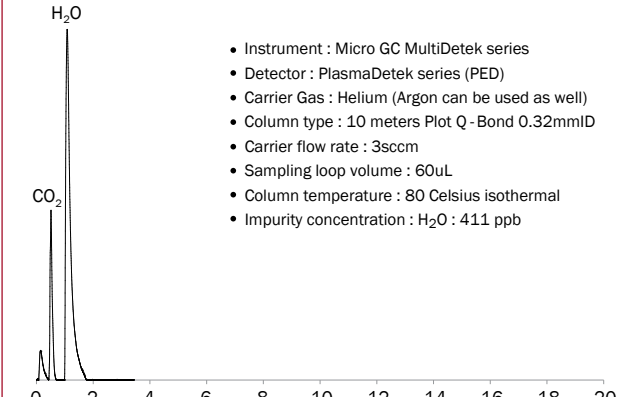 H₂O
CO₂
• Instrument : Micro GC MultiDetek series
• Detector : PlasmaDetek series (PED)
• Carrier Gas : Helium (Argon can be used as well)
• Column type : 10 meters Plot Q-Bond 0.32mmID
• Carrier flow rate : 3sccm
• Sampling loop volume : 60uL
• Column temperature : 80 Celsius isothermal
• Impurity concentration : H₂O : 411 ppb
0 2 4 6 8 10 12 14 16 18 20